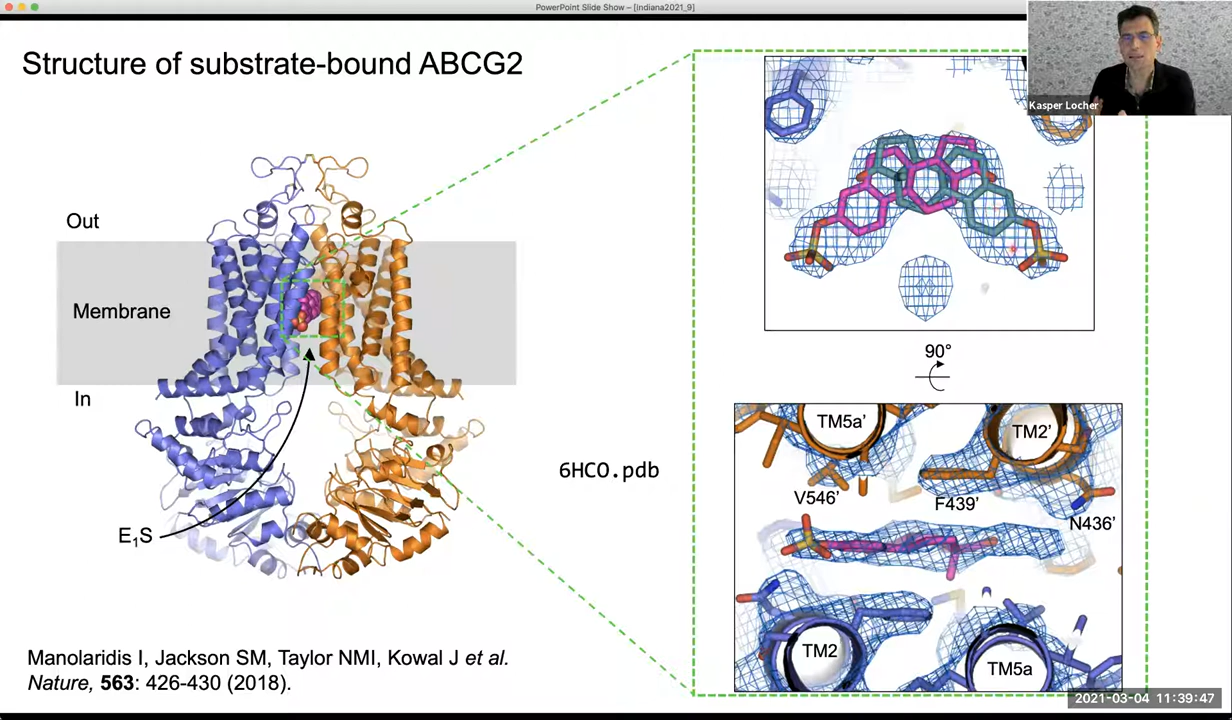 PowerPoint Slide Show – [indiana2021_9]
Structure of substrate-bound ABCG2
Kasper Locher
Out
Membrane
In
E1S
90°
6HCO.pdb
TM5a’
TM2’
V546’
F439’
N436’
TM2
TM5a
Manolaridis I, Jackson SM, Taylor NMI, Kowal J et al.
Nature, 563: 426-430 (2018).
2021-03-04 11:39:47